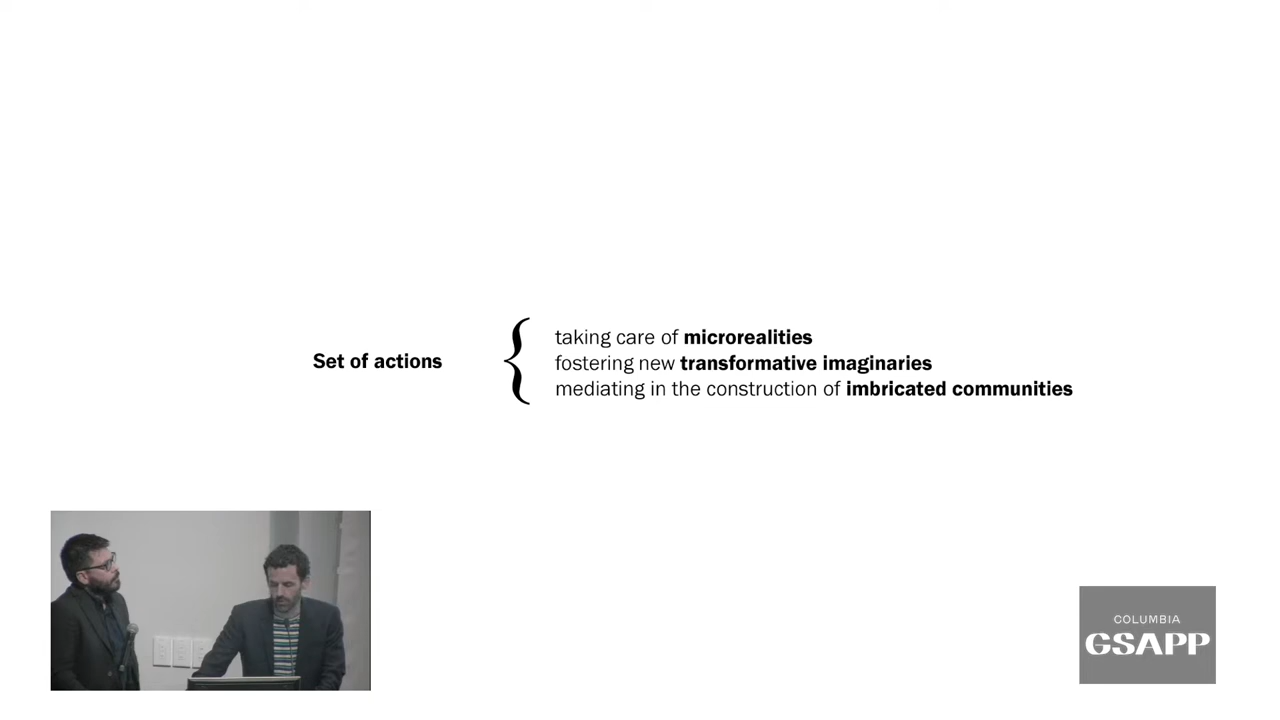 Set of actions
taking care of microrealities
fostering new transformative imaginaries
mediating in the construction of imbricated communities
COLUMBIA
GSAPP